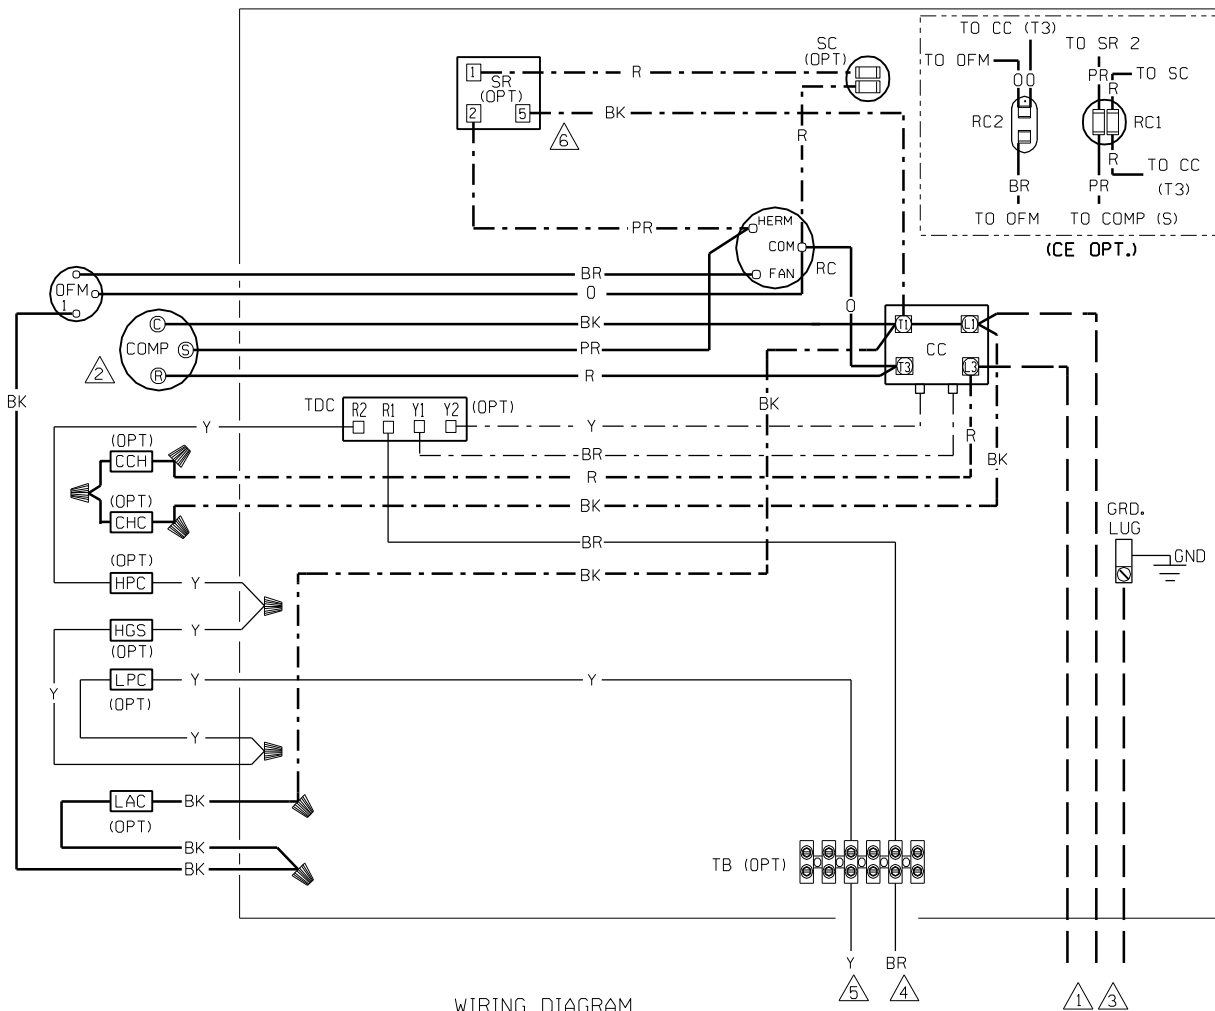 TO CC (T3)
TO OFM
O O
RC2
BR
TO OFM
TO SR 2
PR
TO SC
R
RC1
R
TO CC
(T3)
PR
TO COMP (S)
(CE OPT.)
SC
(OPT)
1
SR
(OPT)
2
5
6
R
BK
R
PR
HERM
COM
FAN
RC
OFM
1
BR
O
O
C
COMP
S
R
2
BK
PR
R
T1
L1
CC
T3
L3
BK
TDC
R2
R1
Y1
Y2
(OPT)
Y
Y
BR
BK
R
BK
(OPT)
CCH
R
(OPT)
CHC
BK
BR
BK
GRD.
LUG
GND
(OPT)
HPC
Y
HGS
Y
(OPT)
LPC
Y
Y
(OPT)
Y
Y
LAC
BK
(OPT)
BK
BK
TB (OPT)
Y
BR
5
4
1
3
WIRING DIAGRAM